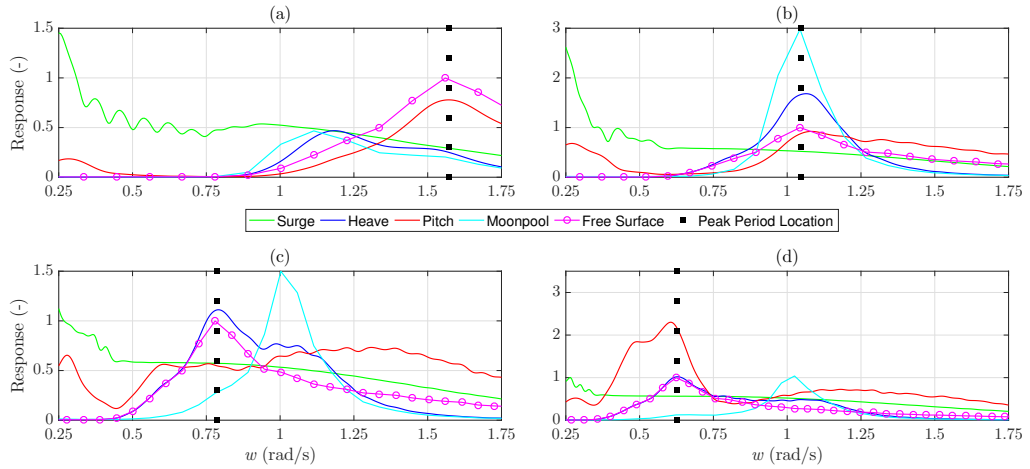 (a) (b)
Response (-)
1.5
1
0.5
0
0.25 0.5 0.75 1 1.25 1.5 1.75
3
2
1
0
0.25 0.5 0.75 1 1.25 1.5 1.75
Surge Heave Pitch Moonpool Free Surface Peak Period Location
(c) (d)
Response (-)
1.5
1
0.5
0
0.25 0.5 0.75 1 1.25 1.5 1.75
w (rad/s)
3
2
1
0
0.25 0.5 0.75 1 1.25 1.5 1.75
w (rad/s)